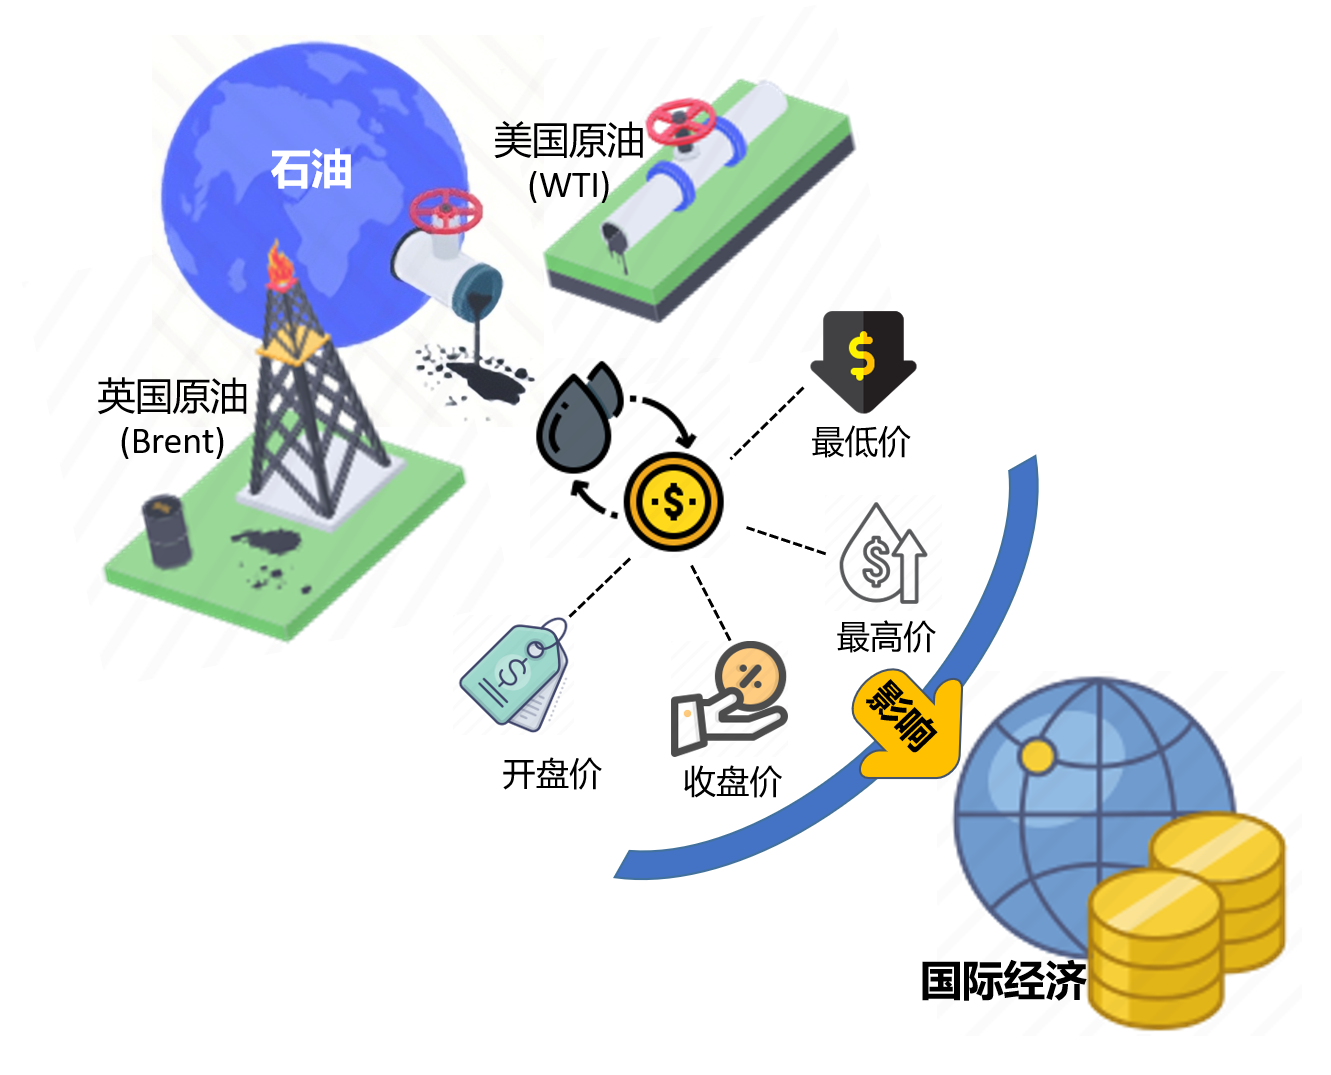 石油
美国原油
(WTI)
英国原油
(Brent)
最低价
最高价
开盘价
收盘价
影响
国际经济